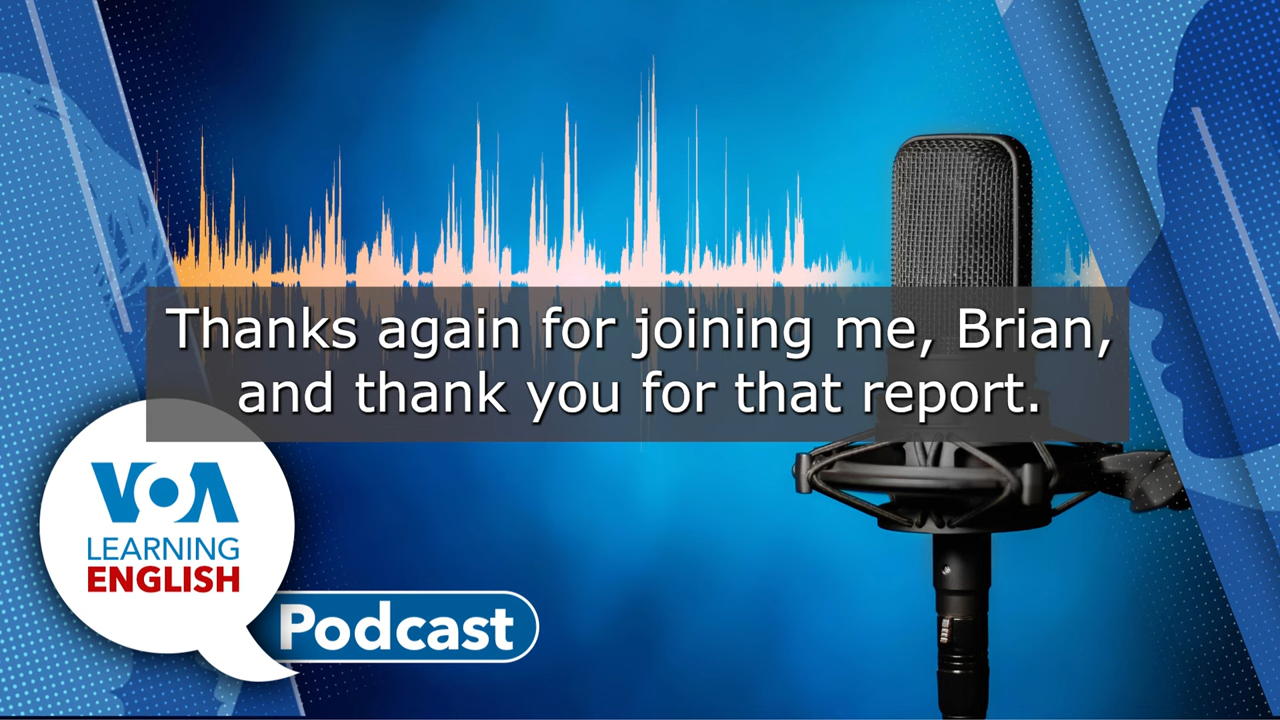 Thanks again for joining me, Brian,
and thank you for that report.
VOA
LEARNING
ENGLISH
Podcast